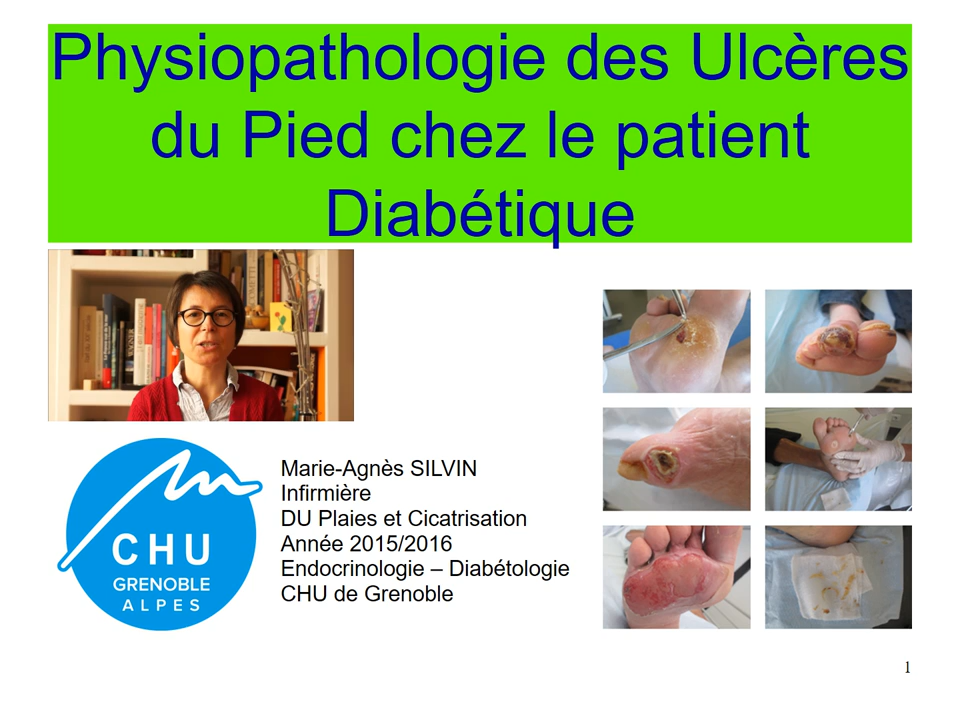 Physiopathologie des Ulcères
du Pied chez le patient
Diabétique
Marie-Agnès SILVIN
Infirmière
DU Plaies et Cicatrisation
Année 2015/2016
Endocrinologie – Diabétologie
CHU de Grenoble
CHU
GRENOBLE
ALPES
1